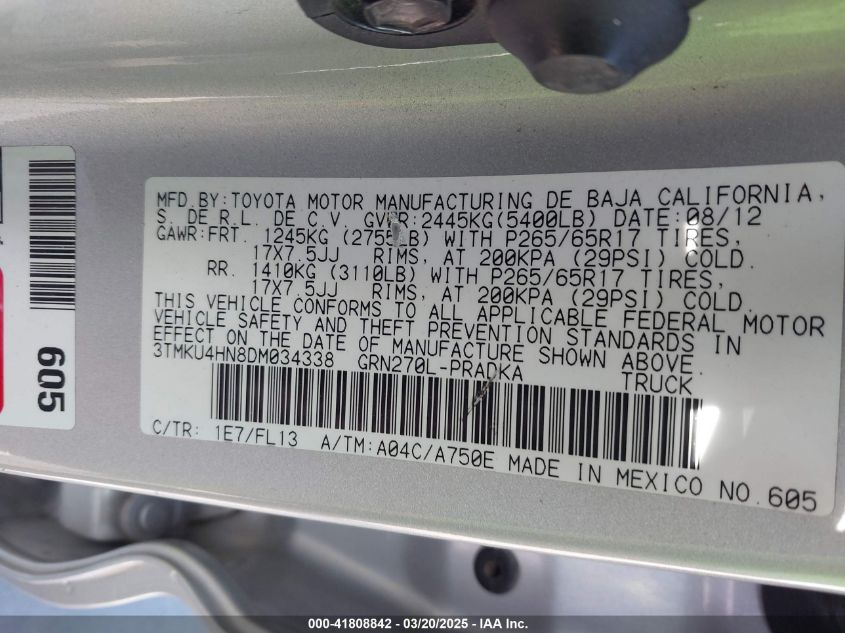 MFD. BY: TOYOTA MOTOR MANUFACTURING DE BAJA CALIFORNIA,
S. DE R.L. DE C.V. GVWR: 2445KG(5400LB) DATE: 08/12
GAWR: FRT. 1245KG (2755LB) WITH P265/65R17 TIRES,
17X7.5JJ RIMS, AT 200KPA (29PSI) COLD.
RR. 1410KG (3110LB) WITH P265/65R17 TIRES,
17X7.5JJ RIMS, AT 200KPA (29PSI) COLD.
THIS VEHICLE CONFORMS TO ALL APPLICABLE FEDERAL MOTOR
VEHICLE SAFETY AND THEFT PREVENTION STANDARDS IN
EFFECT ON THE DATE OF MANUFACTURE SHOWN ABOVE.
3TMKU4HN8DM034338 GRN270L-PRADKA TRUCK
C/TR: 1E7/FL13 A/TM: A04C/A750E MADE IN MEXICO NO. 605
605
000-41808842 / 03/20/2025 - IAA Inc.